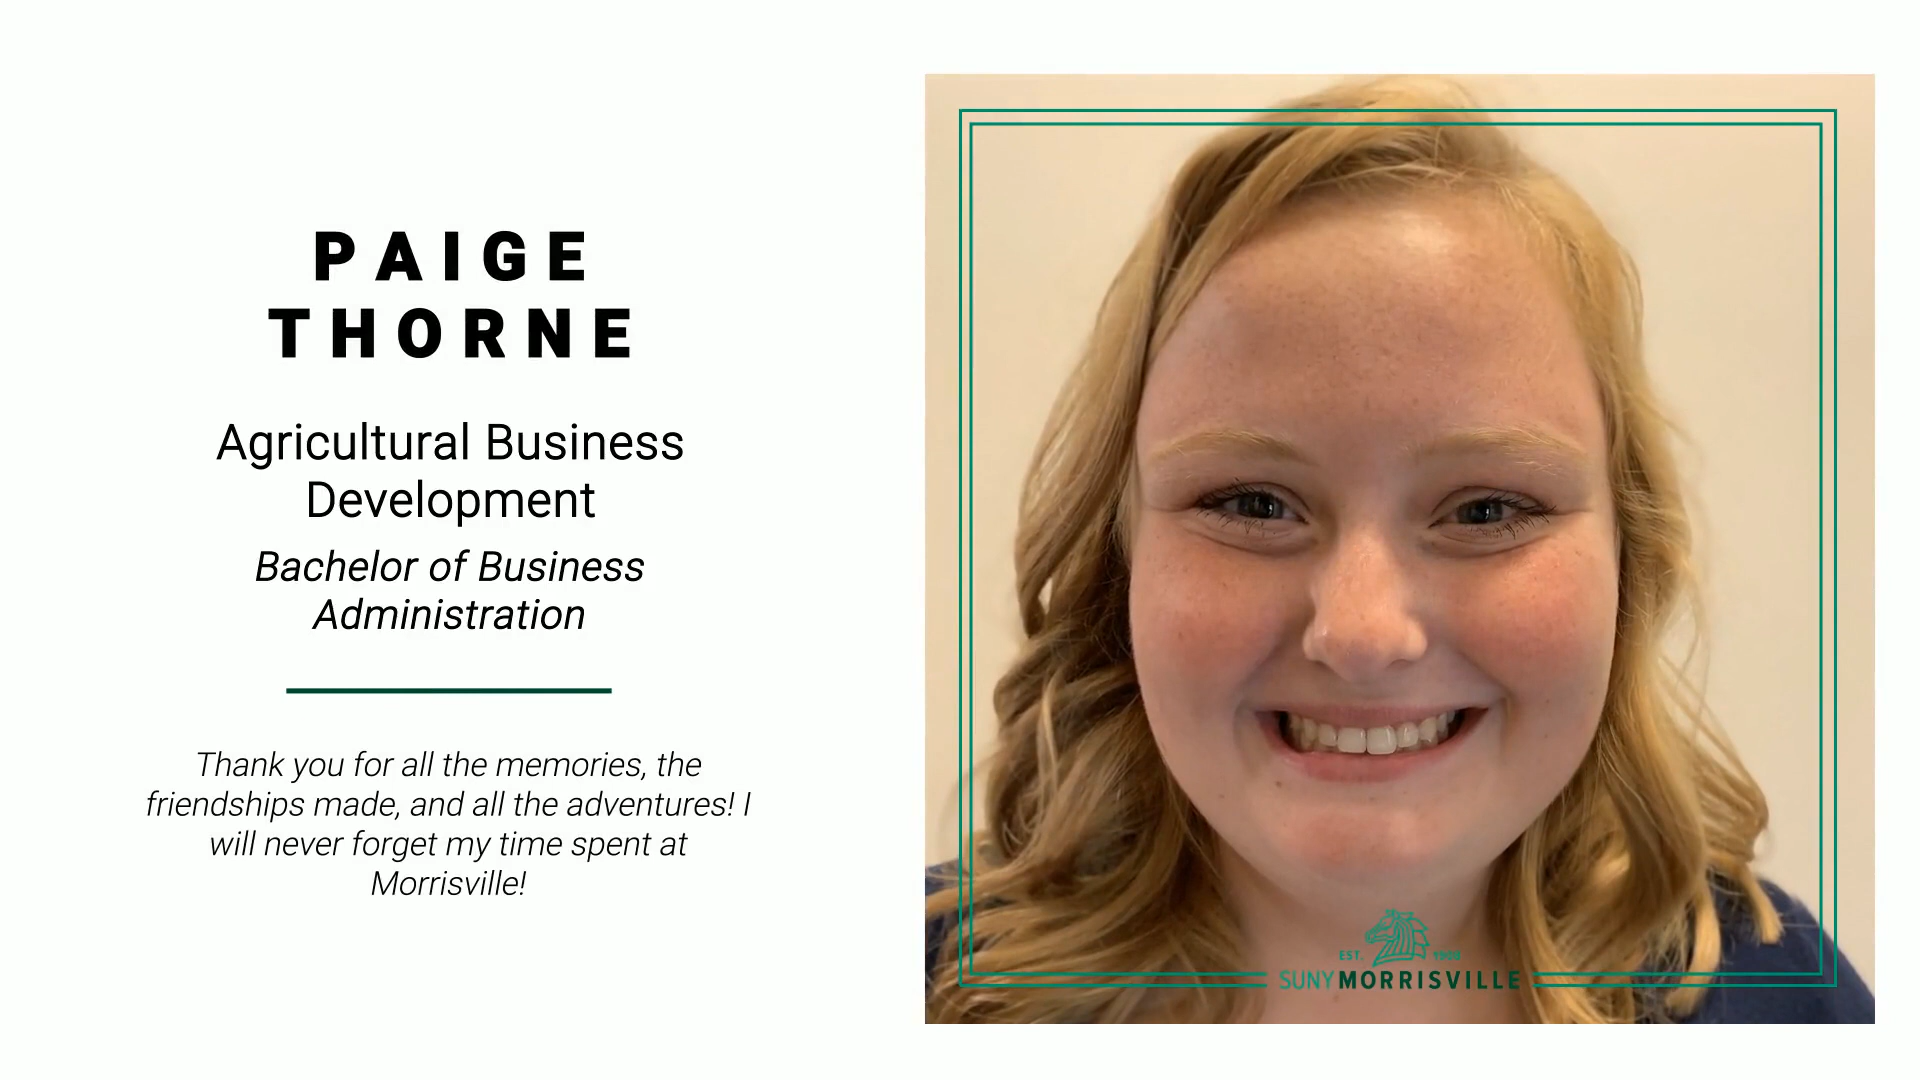 PAIGE
THORNE
Agricultural Business
Development
Bachelor of Business
Administration
Thank you for all the memories, the
friendships made, and all the adventures! I
will never forget my time spent at
Morrisville!
EST. 1908
SUNY MORRISVILLE